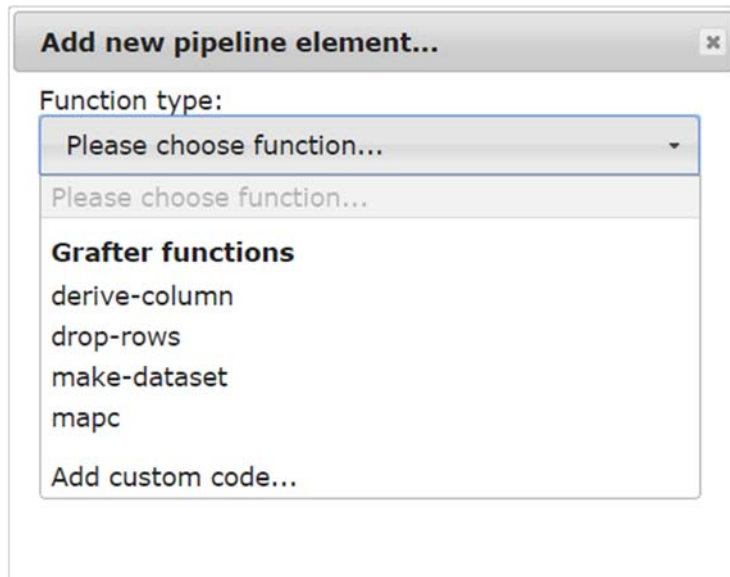 Add new pipeline element...
Function type:
Please choose function...
Please choose function...
Grafter functions
derive-column
drop-rows
make-dataset
mapc
Add custom code...